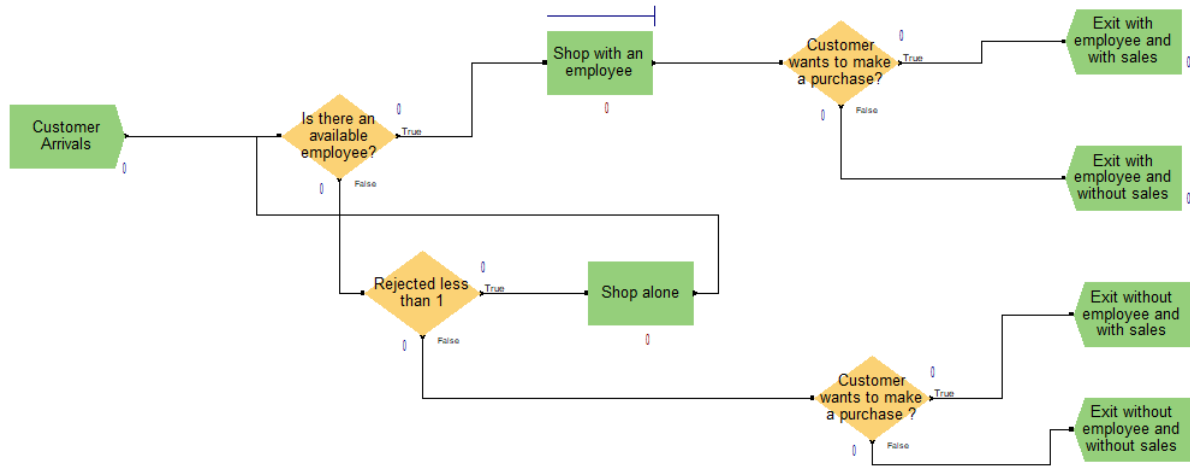 Customer
Arrivals
0
Is there an
available
employee?
0
True
0
False
Shop with an
employee
0
Customer
wants to make
a purchase?
0
True
0
False
Exit with
employee and
with sales
0
Exit with
employee and
without sales
0
Rejected less
than 1
0
True
0
False
Shop alone
0
Customer
wants to make
a purchase ?
0
True
0
False
Exit without
employee and
with sales
Exit without
employee and
without sales